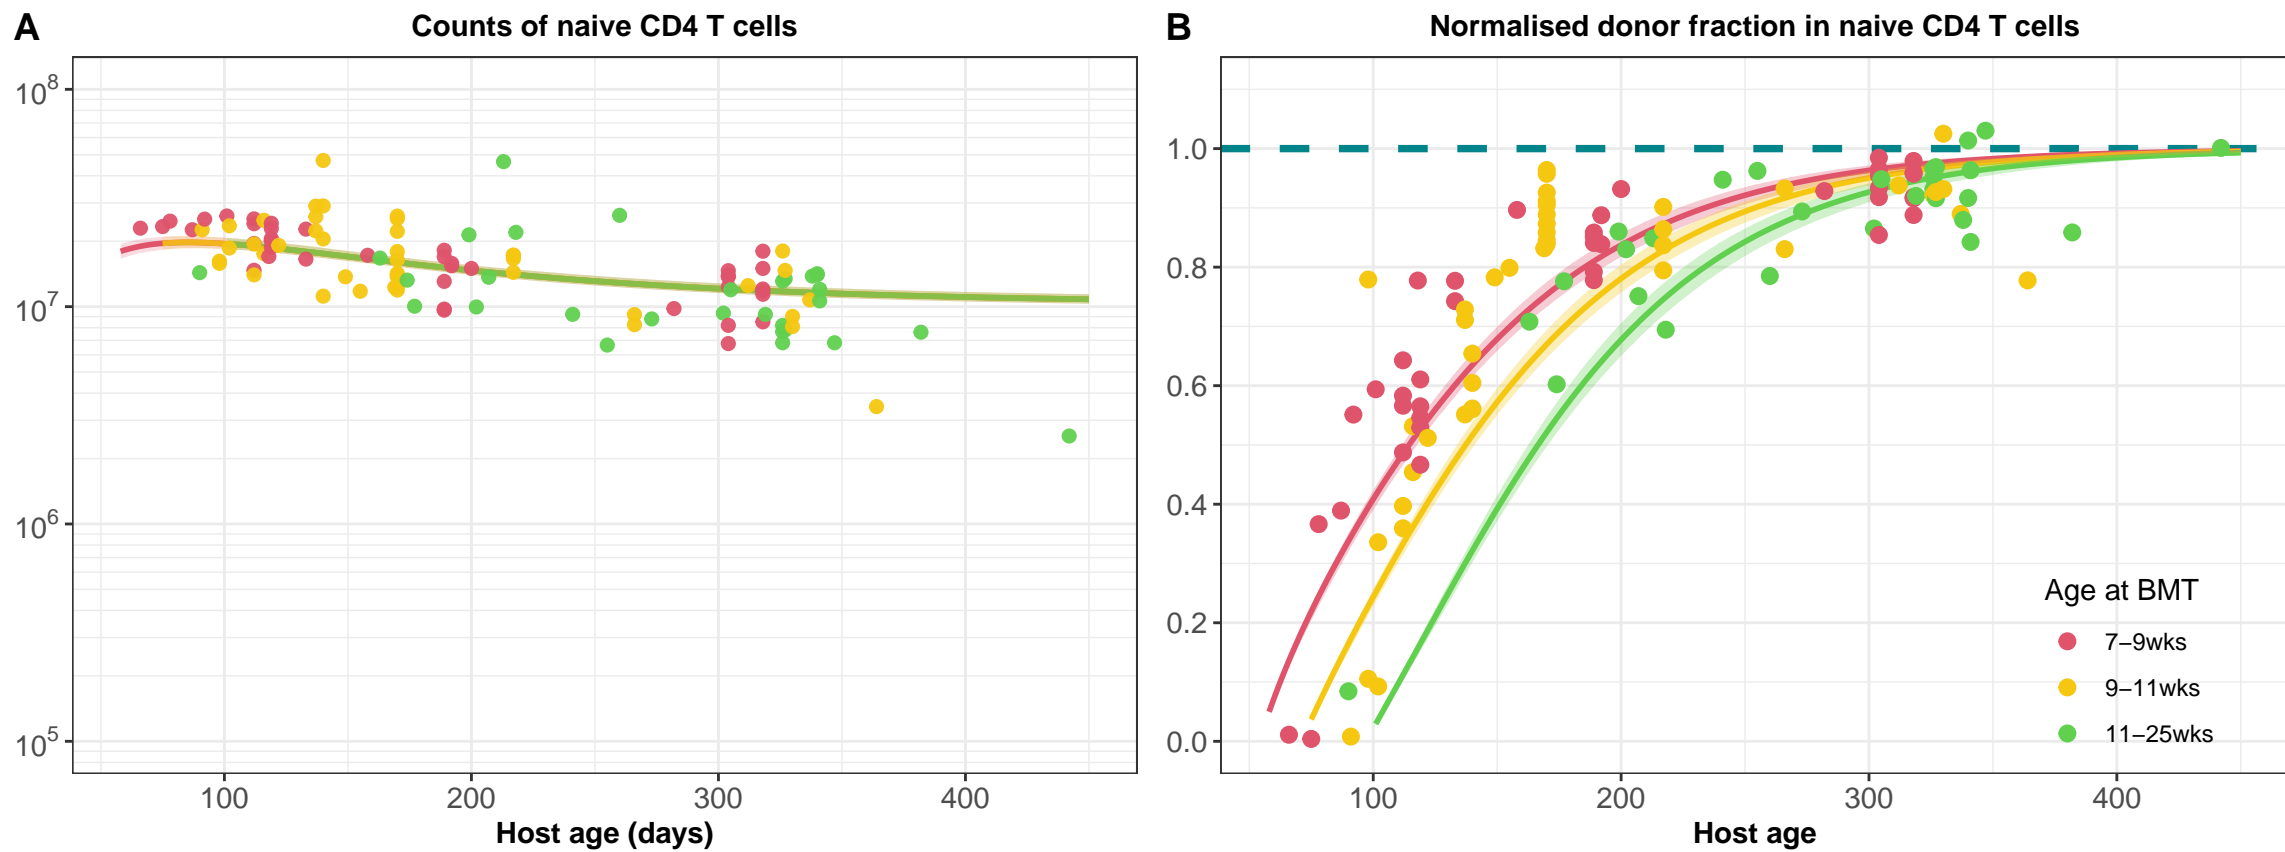 A
Counts of naive CD4 T cells
10^8
10^7
10^6
10^5
100 200 300 400
Host age (days)
B
Normalised donor fraction in naive CD4 T cells
1.0
0.8
0.6
0.4
0.2
0.0
Age at BMT
7–9wks
9–11wks
11–25wks
100 200 300 400
Host age